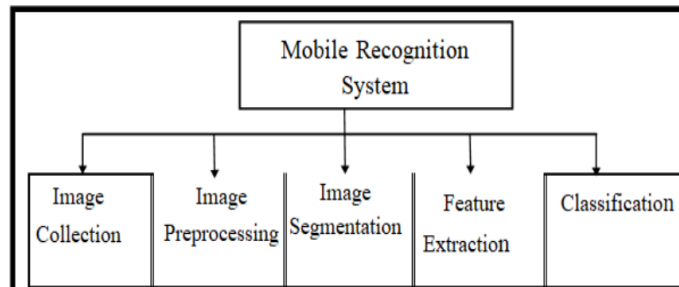 Mobile Recognition
System
Image
Collection
Image
Preprocessing
Image
Segmentation
Feature
Extraction
Classification